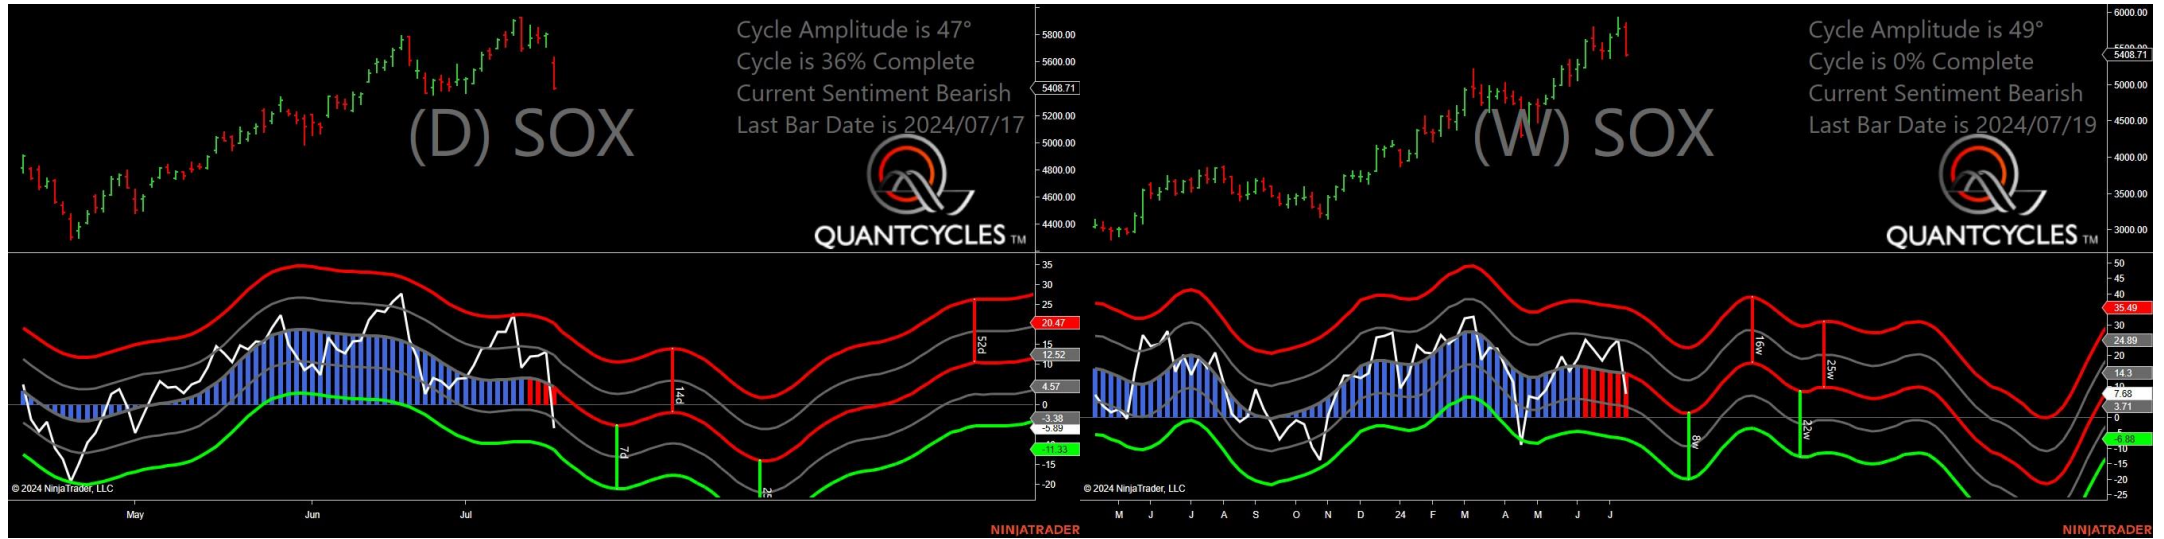 Cycle Amplitude is 47°
Cycle is 36% Complete
Current Sentiment Bearish
Last Bar Date is 2024/07/17
(D) SOX
QUANTCYCLES TM
5800.00
5600.00
5408.71
5200.00
5000.00
4800.00
4600.00
4400.00
35
30
25
20.47
15
12.52
4.57
0
-3.38
-5.89
-11.33
-15
-20
7d
14d
52d
© 2024 NinjaTrader, LLC
May Jun Jul
NINJATRADER
Cycle Amplitude is 49°
Cycle is 0% Complete
Current Sentiment Bearish
Last Bar Date is 2024/07/19
(W) SOX
QUANTCYCLES TM
6000.00
5408.71
5000.00
4500.00
4000.00
3500.00
3000.00
50
45
40
35.49
30
24.89
20
14.3
7.68
3.71
0
-6.88
-10
-15
-20
-25
8w
16w
22w
25w
© 2024 NinjaTrader, LLC
M J J A S O N D 24 F M A M J J
NINJATRADER